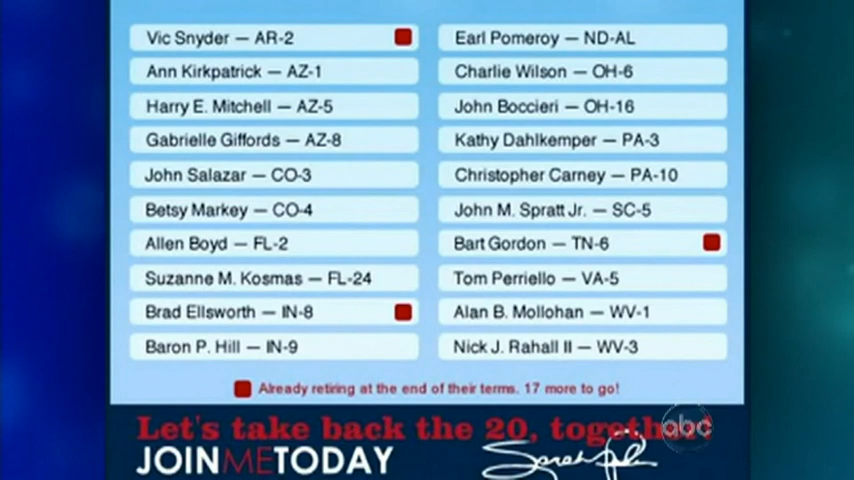 Vic Snyder — AR-2
Ann Kirkpatrick — AZ-1
Harry E. Mitchell — AZ-5
Gabrielle Giffords — AZ-8
John Salazar — CO-3
Betsy Markey — CO-4
Allen Boyd — FL-2
Suzanne M. Kosmas — FL-24
Brad Ellsworth — IN-8
Baron P. Hill — IN-9
Earl Pomeroy — ND-AL
Charlie Wilson — OH-6
John Boccieri — OH-16
Kathy Dahlkemper — PA-3
Christopher Carney — PA-10
John M. Spratt Jr. — SC-5
Bart Gordon — TN-6
Tom Perriello — VA-5
Alan B. Mollohan — WV-1
Nick J. Rahall II — WV-3
Already retiring at the end of their terms. 17 more to go!
Let's take back the 20, together!
abc
JOINMETODAY
Sarah Palin